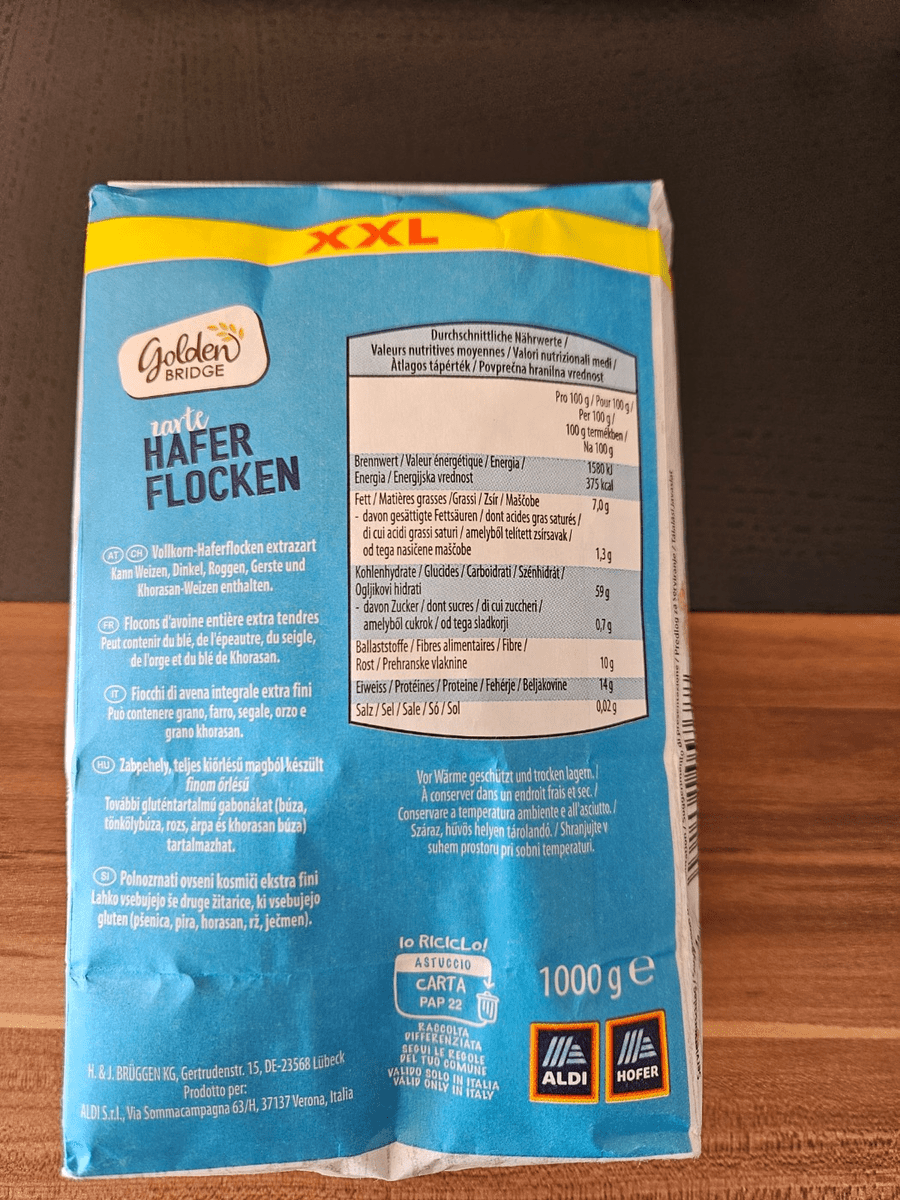 XXL
Golden
BRIDGE
zarte
HAFER
FLOCKEN
AT CH Vollkorn-Haferflocken extrazart
Kann Weizen, Dinkel, Roggen, Gerste und
Khorasan-Weizen enthalten.
FR Flocons d'avoine entière extra tendres
Peut contenir du blé, de l'épeautre, du seigle,
de l'orge et du blé de Khorasan.
IT Fiocchi di avena integrale extra fini
Può contenere grano, farro, segale, orzo e
grano khorasan.
HU Zabpehely, teljes kiőrlésű magból készült
finom őrlésű
További gluténtartalmú gabonákat (búza,
tönkölybúza, rozs, árpa és khorasan búza)
tartalmazhat.
SI Polnozrnati ovseni kosmiči ekstra fini
Lahko vsebujejo še druge žitarice, ki vsebujejo
gluten (pšenica, pira, horasan, rž, ječmen).
Durchschnittliche Nährwerte /
Valeurs nutritives moyennes / Valori nutrizionali medi /
Átlagos tápérték / Povprečna hranilna vrednost
Pro 100 g / Pour 100 g /
Per 100 g /
100 g termékben /
Na 100 g
Brennwert / Valeur énergétique / Energia / 1580 kJ
Energia / Energijska vrednost 375 kcal
Fett / Matières grasses /Grassi / Zsír / Maščobe 7,0 g
- davon gesättigte Fettsäuren / dont acides gras saturés /
di cui acidi grassi saturi / amelyből telített zsírsavak /
od tega nasičene maščobe 1,3 g
Kohlenhydrate / Glucides / Carboidrati / Szénhidrát /
Ogljikovi hidrati 59 g
- davon Zucker / dont sucres / di cui zuccheri /
amelyből cukrok / od tega sladkorji 0,7 g
Ballaststoffe / Fibres alimentaires / Fibre /
Rost / Prehranske vlaknine 10 g
Eiweiss / Protéines / Proteine / Fehérje / Beljakovine 14 g
Salz / Sel / Sale / Só / Sol 0,02 g
Vor Wärme geschützt und trocken lagern. /
À conserver dans un endroit frais et sec. /
Conservare a temperatura ambiente e all'asciutto. /
Száraz, hűvös helyen tárolandó. / Shranjujte v
suhem prostoru pri sobni temperaturi.
Io RICICLO!
ASTUCCIO
CARTA
PAP 22
RACCOLTA
DIFFERENZIATA
SEGUI LE REGOLE
DEL TUO COMUNE
VALIDO SOLO IN ITALIA
VALID ONLY IN ITALY
1000 g e
ALDI
HOFER
H. & J. BRÜGGEN KG, Gertrudenstr. 15, DE-23568 Lübeck
Prodotto per:
ALDI S.r.l., Via Sommacampagna 63/H, 37137 Verona, Italia